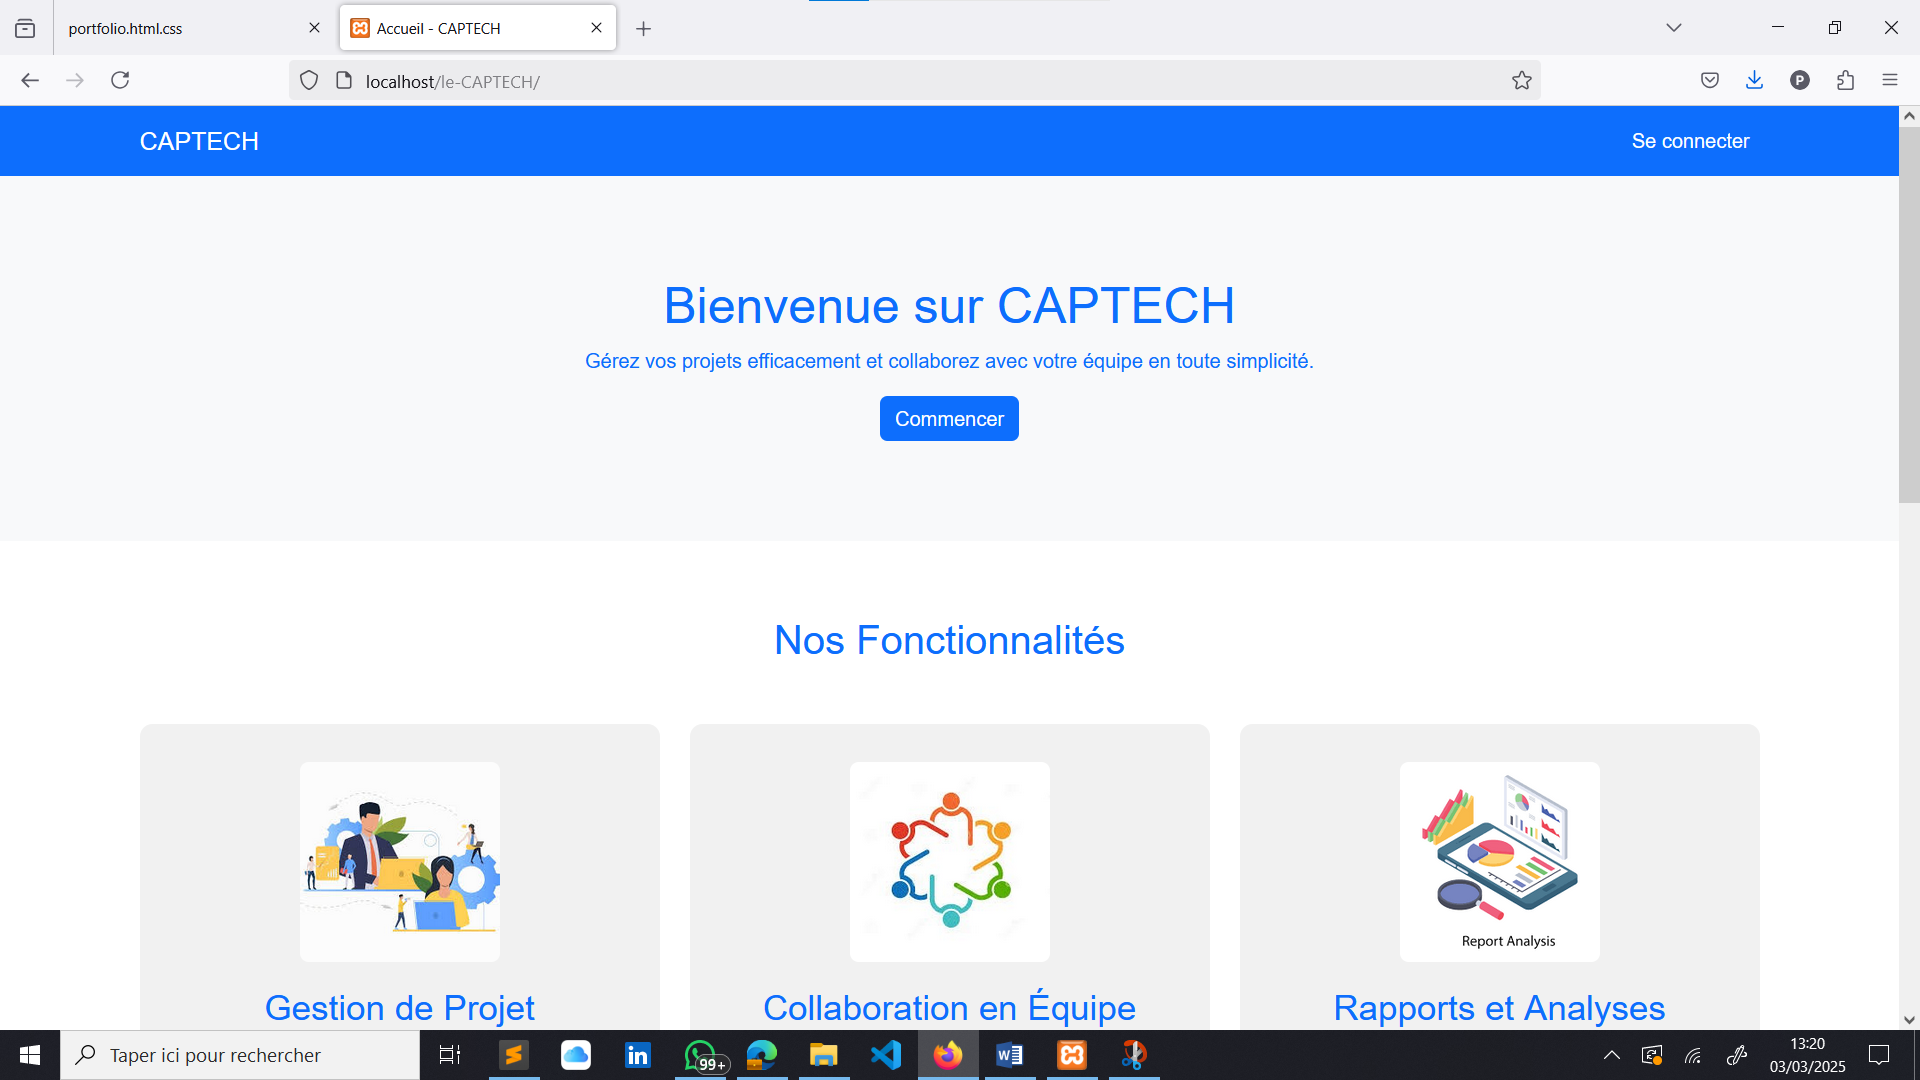 portfolio.html.css
Accueil - CAPTECH
localhost/le-CAPTECH/
P
CAPTECH
Se connecter
Bienvenue sur CAPTECH
Gérez vos projets efficacement et collaborez avec votre équipe en toute simplicité.
Commencer
Nos Fonctionnalités
Report Analysis
Gestion de Projet
Collaboration en Équipe
Rapports et Analyses
Taper ici pour rechercher
in
99+
W
13:20
03/03/2025